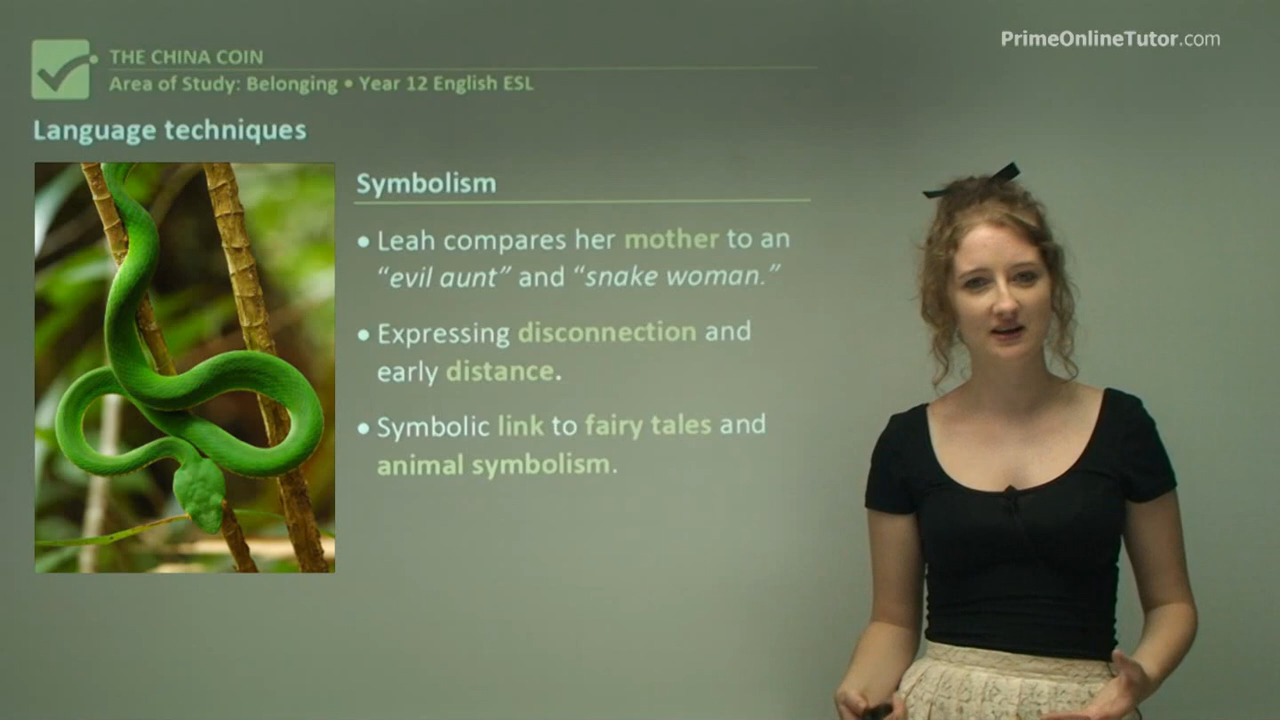 PrimeOnlineTutor.com
THE CHINA COIN
Area of Study: Belonging • Year 12 English ESL
Language techniques
Symbolism
• Leah compares her mother to an
“evil aunt” and “snake woman.”
• Expressing disconnection and
early distance.
• Symbolic link to fairy tales and
animal symbolism.